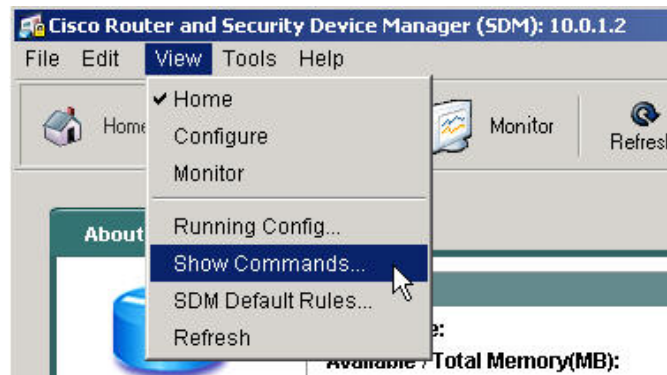 Cisco Router and Security Device Manager (SDM): 10.0.1.2
File Edit View Tools Help
Home
Home
Configure
Monitor
Monitor
Refresh
Running Config...
About
Show Commands...
SDM Default Rules...
Refresh
Available / Total Memory(MB):